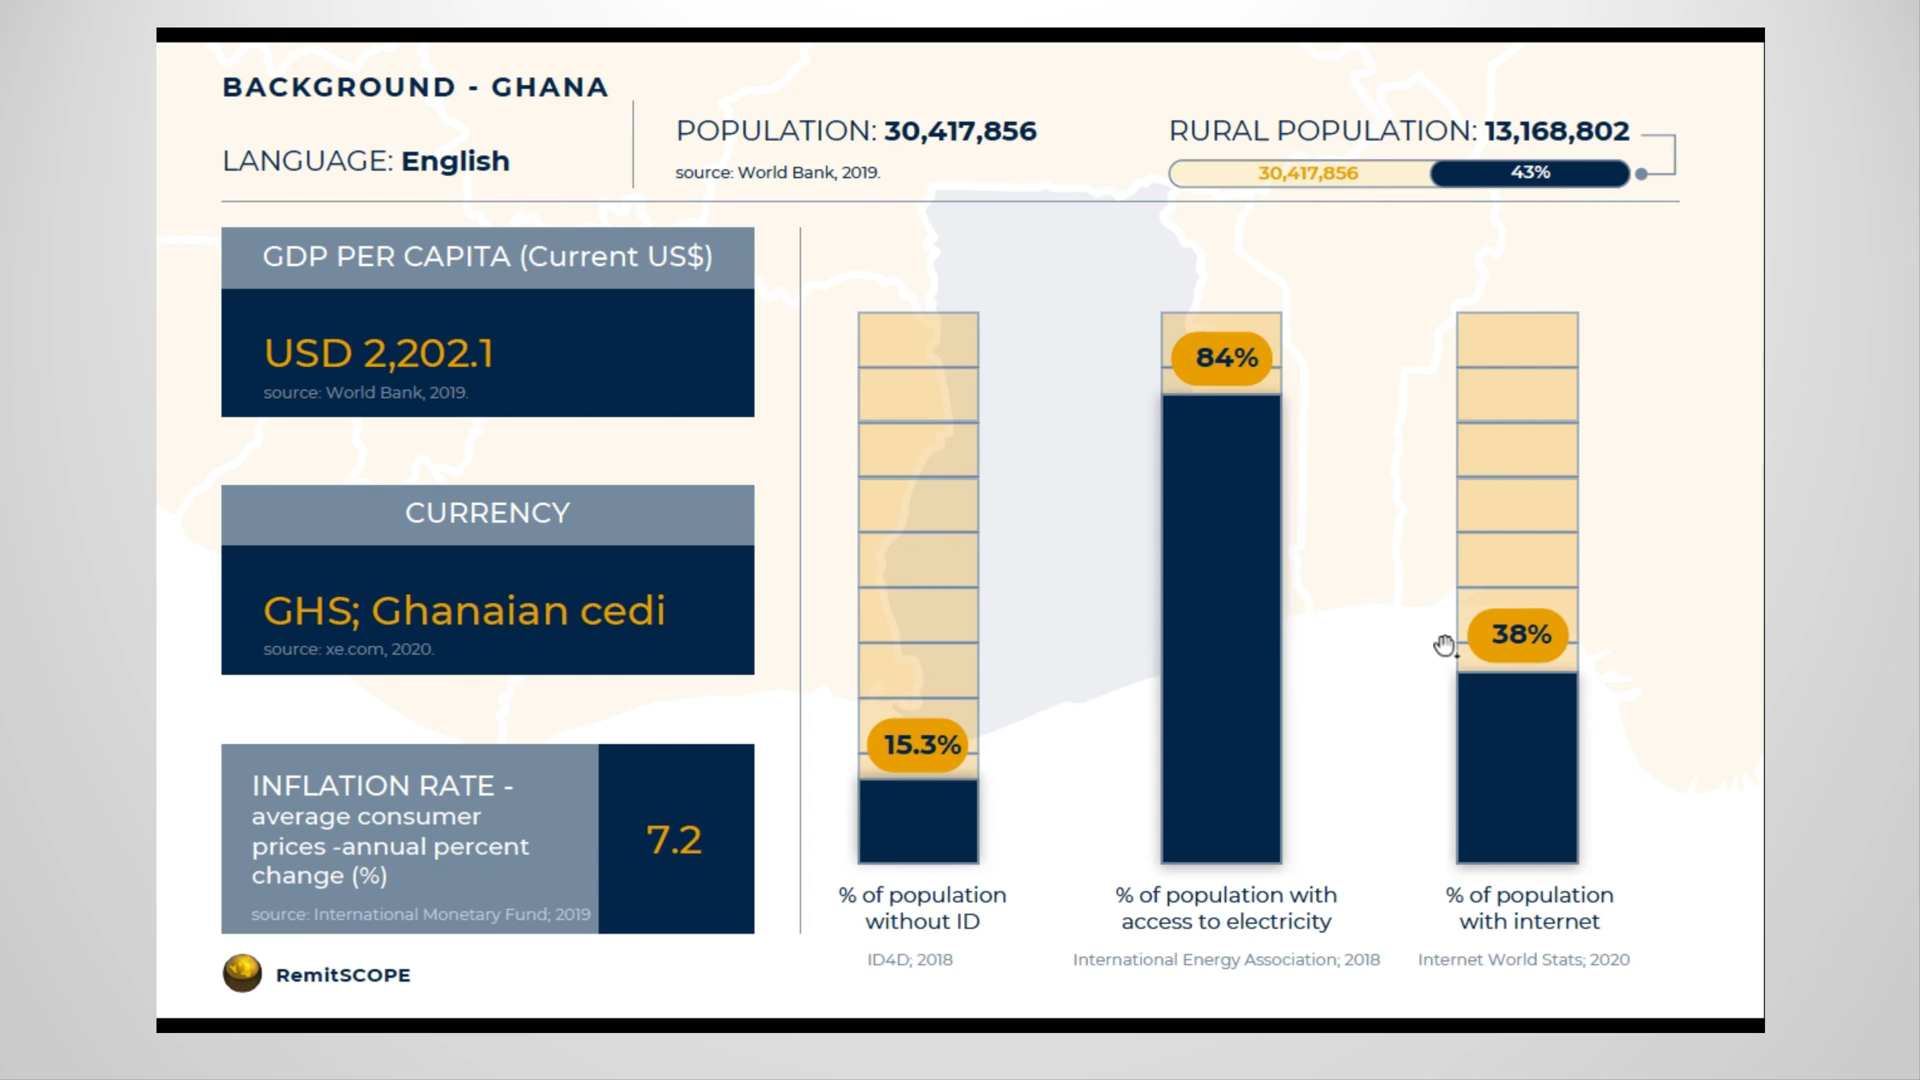 BACKGROUND - GHANA
LANGUAGE: English
POPULATION: 30,417,856
source: World Bank, 2019.
RURAL POPULATION: 13,168,802
30,417,856 43%
GDP PER CAPITA (Current US$)
USD 2,202.1
source: World Bank, 2019.
CURRENCY
GHS; Ghanaian cedi
source: xe.com, 2020.
INFLATION RATE -
average consumer
prices -annual percent
change (%)
source: International Monetary Fund; 2019
7.2
15.3%
% of population
without ID
ID4D; 2018
84%
% of population with
access to electricity
International Energy Association; 2018
38%
% of population
with internet
Internet World Stats; 2020
RemitSCOPE